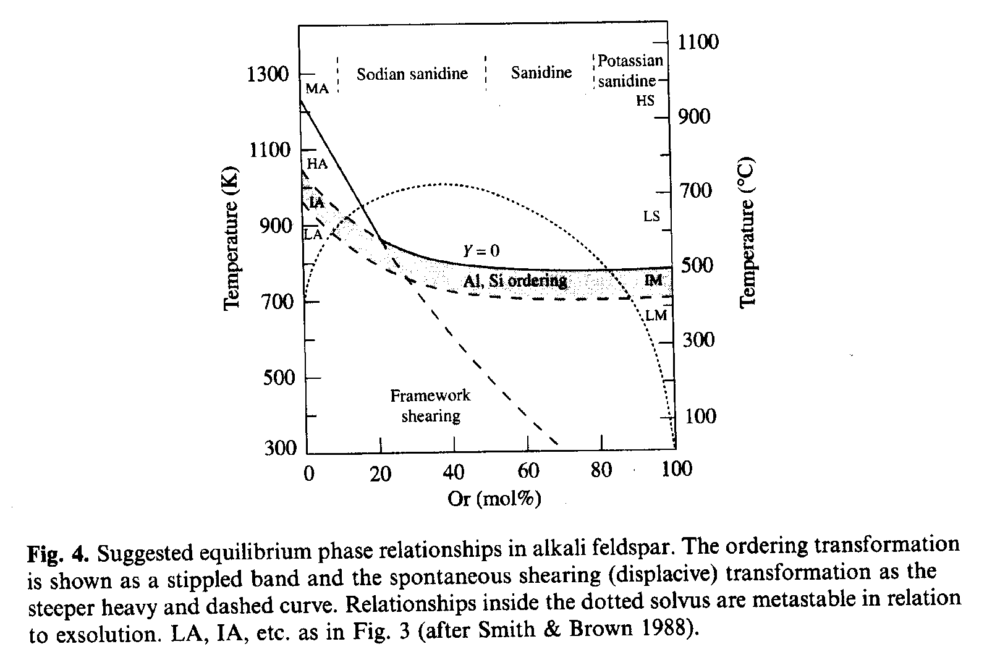 1100
Potassian
1300
Sodian sanidine
Sanidine
sanidine
MA
HS
900
1100
HA
700
IA
LS
900
LA
Y = 0
500
Al, Si ordering
IM
700
LM
300
500
Framework
shearing
100
300
0 20 40 60 80 100
Or (mol%)
Temperature (K)
Temperature (°C)
Fig. 4. Suggested equilibrium phase relationships in alkali feldspar. The ordering transformation
is shown as a stippled band and the spontaneous shearing (displacive) transformation as the
steeper heavy and dashed curve. Relationships inside the dotted solvus are metastable in relation
to exsolution. LA, IA, etc. as in Fig. 3 (after Smith & Brown 1988).